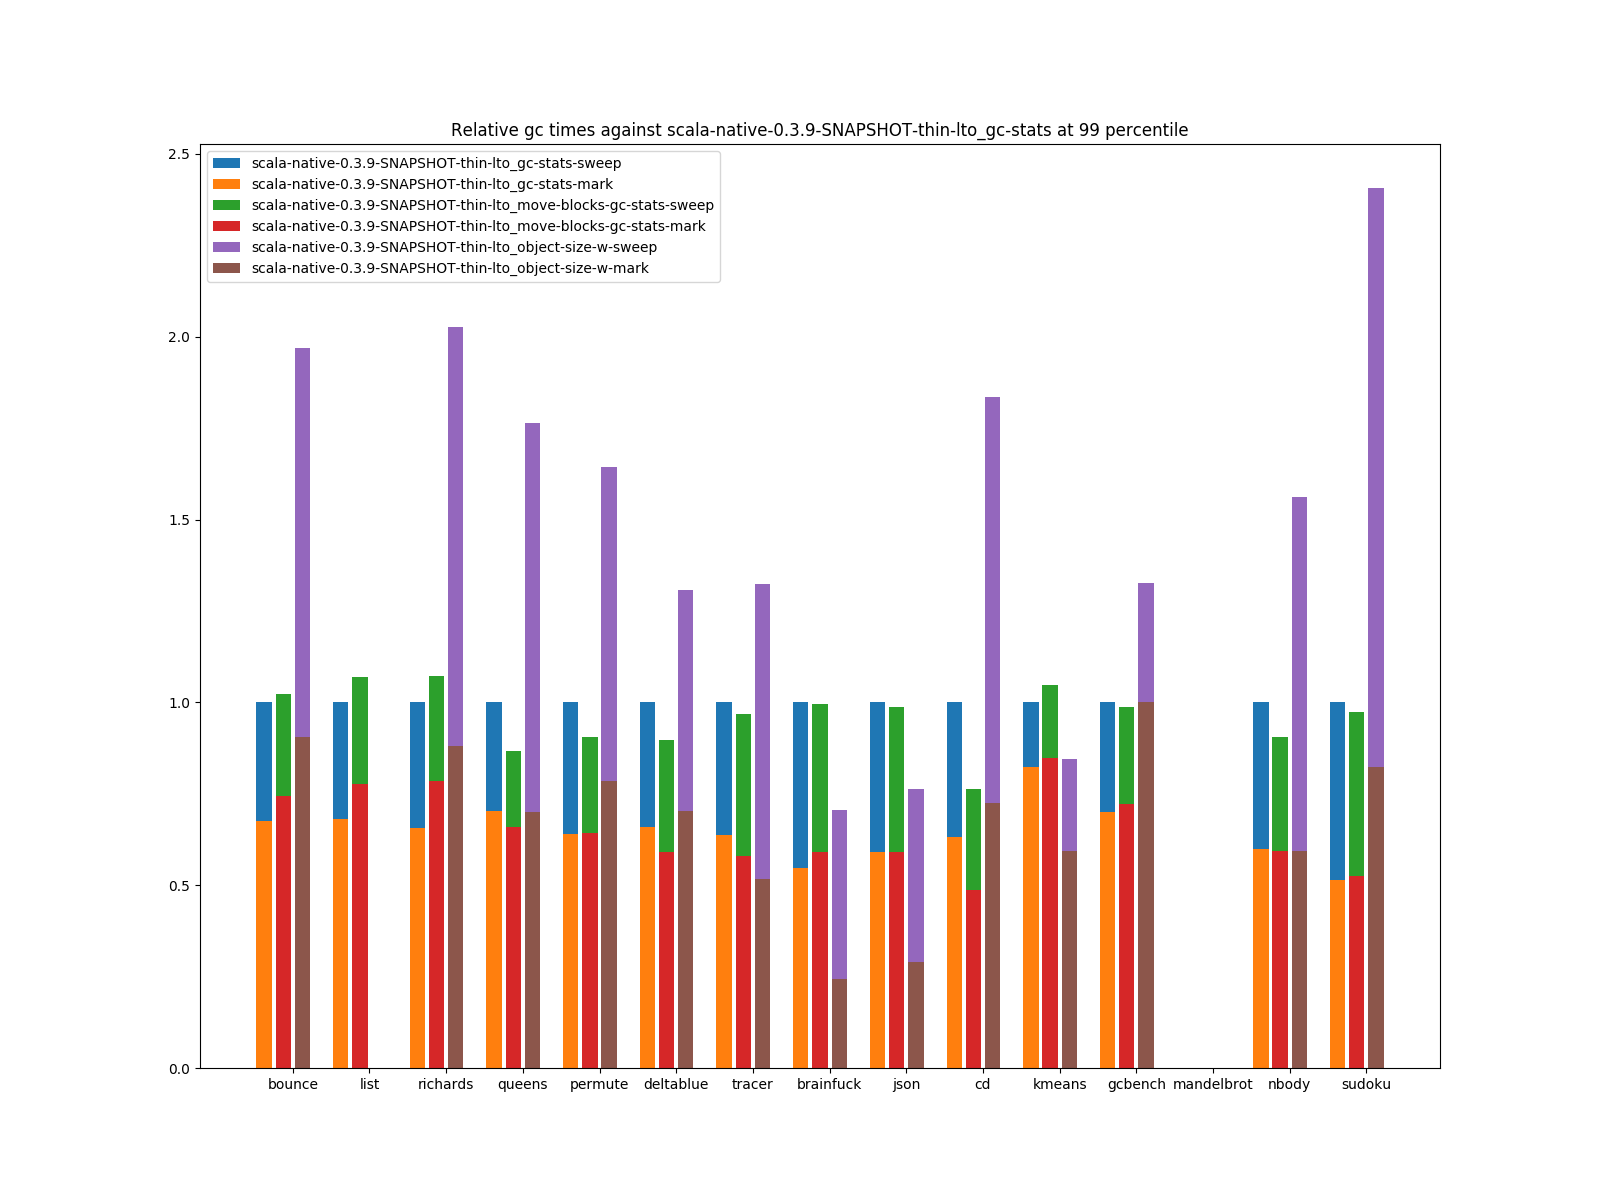 Relative gc times against scala-native-0.3.9-SNAPSHOT-thin-lto_gc-stats at 99 percentile
2.5
2.0
1.5
1.0
0.5
0.0
scala-native-0.3.9-SNAPSHOT-thin-lto_gc-stats-sweep
scala-native-0.3.9-SNAPSHOT-thin-lto_gc-stats-mark
scala-native-0.3.9-SNAPSHOT-thin-lto_move-blocks-gc-stats-sweep
scala-native-0.3.9-SNAPSHOT-thin-lto_move-blocks-gc-stats-mark
scala-native-0.3.9-SNAPSHOT-thin-lto_object-size-w-sweep
scala-native-0.3.9-SNAPSHOT-thin-lto_object-size-w-mark
bounce list richards queens permute deltablue tracer brainfuck json cd kmeans gcbench mandelbrot nbody sudoku